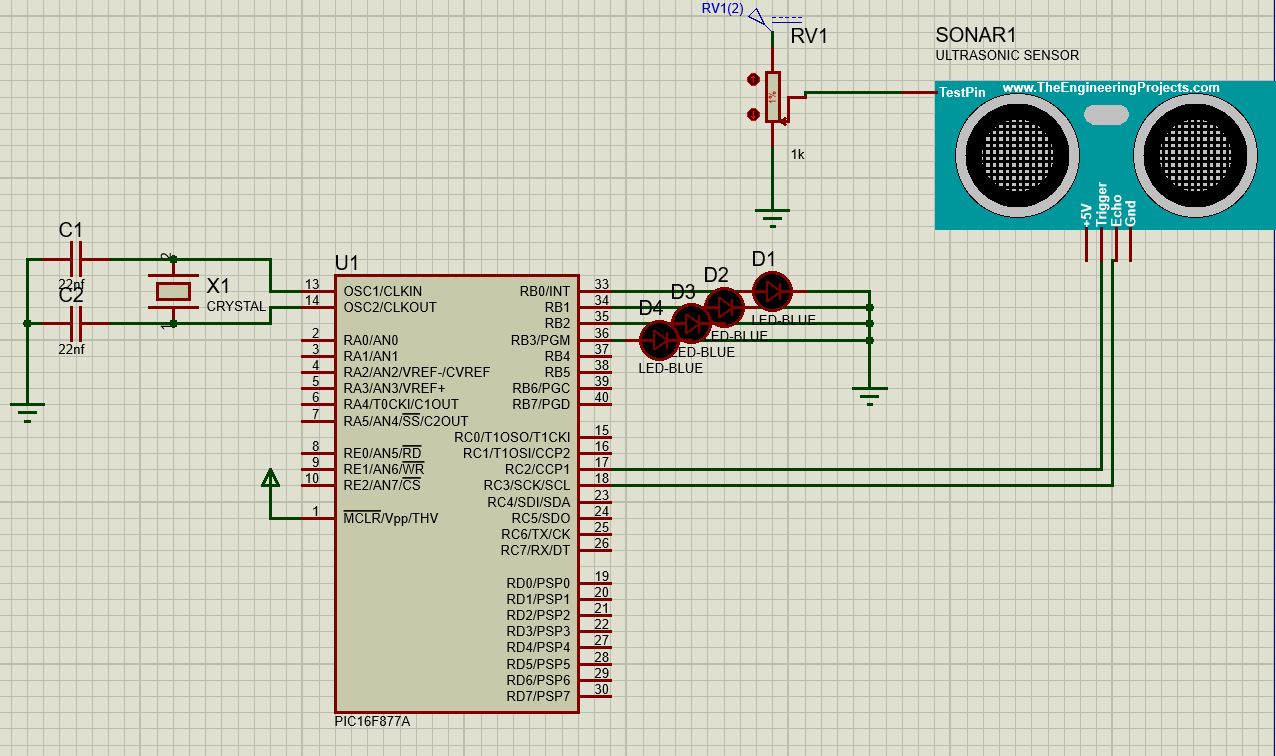 RV1(2)
RV1
1%
1k
SONAR1
ULTRASONIC SENSOR
TestPin
www.TheEngineeringProjects.com
+5V
Trigger
Echo
Gnd
C1
22nf
C2
22nf
2
1
X1
CRYSTAL
U1
13 OSC1/CLKIN
14 OSC2/CLKOUT
2 RA0/AN0
3 RA1/AN1
4 RA2/AN2/VREF-/CVREF
5 RA3/AN3/VREF+
6 RA4/T0CKI/C1OUT
7 RA5/AN4/SS/C2OUT
8 RE0/AN5/RD
9 RE1/AN6/WR
10 RE2/AN7/CS
1 MCLR/Vpp/THV
RB0/INT 33
RB1 34
RB2 35
RB3/PGM 36
RB4 37
RB5 38
RB6/PGC 39
RB7/PGD 40
RC0/T1OSO/T1CKI 15
RC1/T1OSI/CCP2 16
RC2/CCP1 17
RC3/SCK/SCL 18
RC4/SDI/SDA 23
RC5/SDO 24
RC6/TX/CK 25
RC7/RX/DT 26
RD0/PSP0 19
RD1/PSP1 20
RD2/PSP2 21
RD3/PSP3 22
RD4/PSP4 27
RD5/PSP5 28
RD6/PSP6 29
RD7/PSP7 30
PIC16F877A
D1
LED-BLUE
D2
LED-BLUE
D3
LED-BLUE
D4
LED-BLUE